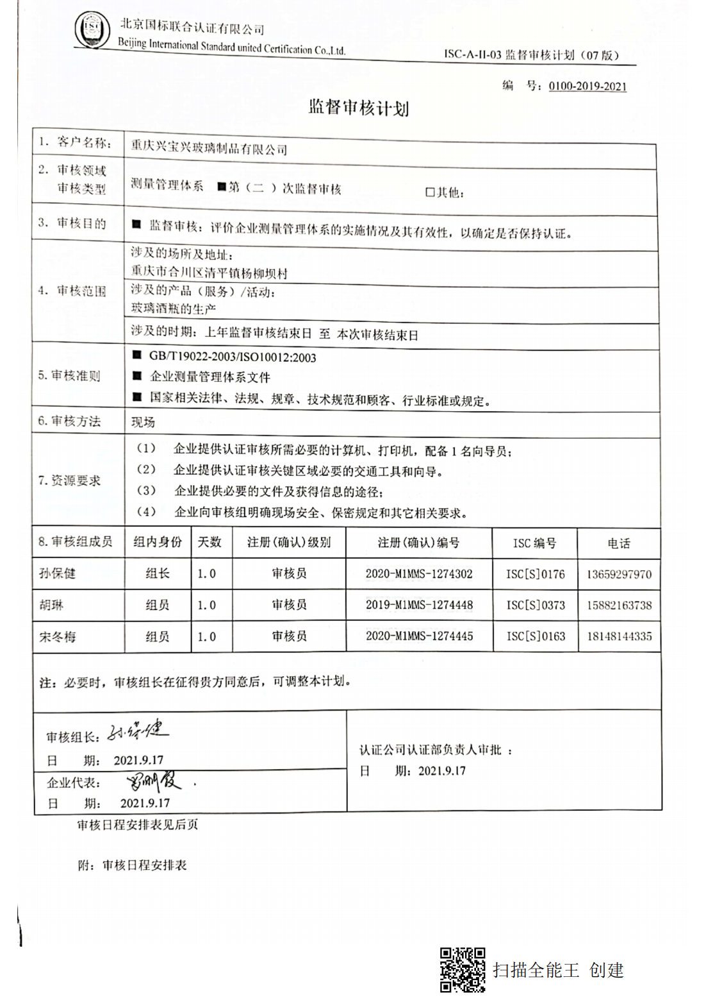 ISC
北京国标联合认证有限公司
Beijing International Standard united Certification Co.,Ltd.
ISC-A-II-03 监督审核计划（07 版）
编 号：0100-2019-2021
监督审核计划
1. 客户名称：
重庆兴宝兴玻璃制品有限公司
2. 审核领域
审核类型
测量管理体系 ■第（二 ）次监督审核 □其他：
3. 审核目的
■ 监督审核：评价企业测量管理体系的实施情况及其有效性，以确定是否保持认证。
4. 审核范围
涉及的场所及地址：
重庆市合川区清平镇杨柳坝村
涉及的产品（服务）/活动：
玻璃酒瓶的生产
涉及的时期：上年监督审核结束日 至 本次审核结束日
5.审核准则
■ GB/T19022-2003/ISO10012:2003
■ 企业测量管理体系文件
■ 国家相关法律、法规、规章、技术规范和顾客、行业标准或规定。
6.审核方法
现场
7.资源要求
（1） 企业提供认证审核所需必要的计算机、打印机，配备 1 名向导员；
（2） 企业提供认证审核关键区域必要的交通工具和向导。
（3） 企业提供必要的文件及获得信息的途径；
（4） 企业向审核组明确现场安全、保密规定和其它相关要求。
8.审核组成员 组内身份 天数 注册(确认)级别 注册(确认)编号 ISC 编号 电话
孙保健 组长 1.0 审核员 2020-M1MMS-1274302 ISC[S]0176 13659297970
胡琳 组员 1.0 审核员 2019-M1MMS-1274448 ISC[S]0373 15882163738
宋冬梅 组员 1.0 审核员 2020-M1MMS-1274445 ISC[S]0163 18148144335
注：必要时，审核组长在征得贵方同意后，可调整本计划。
审核组长：孙保健
日 期： 2021.9.17
企业代表：
日 期： 2021.9.17
认证公司认证部负责人审批 ：
日 期：2021.9.17
审核日程安排表见后页
附：审核日程安排表
扫描全能王 创建